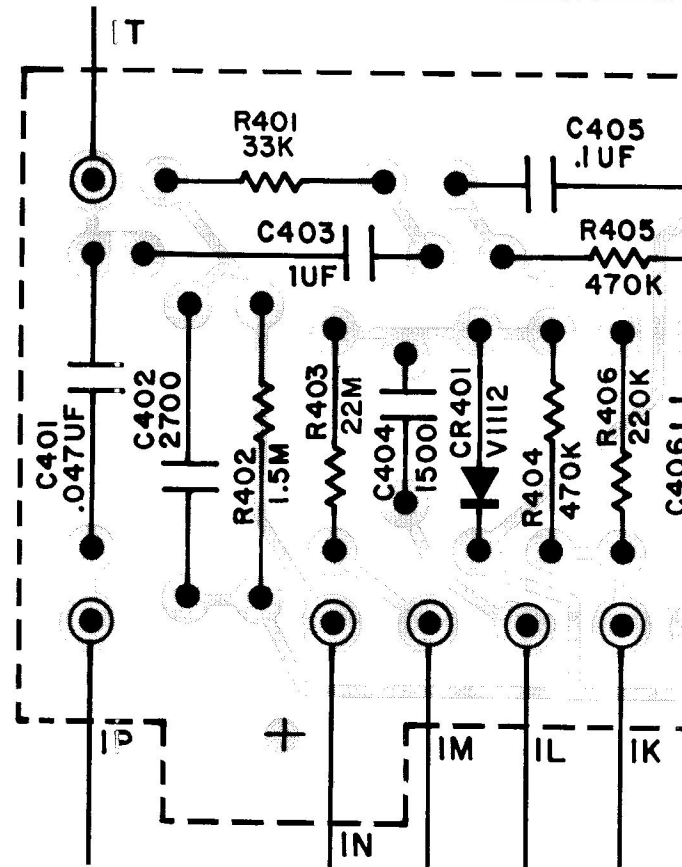 1T
R401
33K
C405
.1UF
C403
1UF
R405
470K
C401
.047UF
C402
2700
R402
1.5M
R403
22M
C404
1500
CR401
V1112
R404
470K
R406
220K
C406
1P
1M
1L
1K
1N